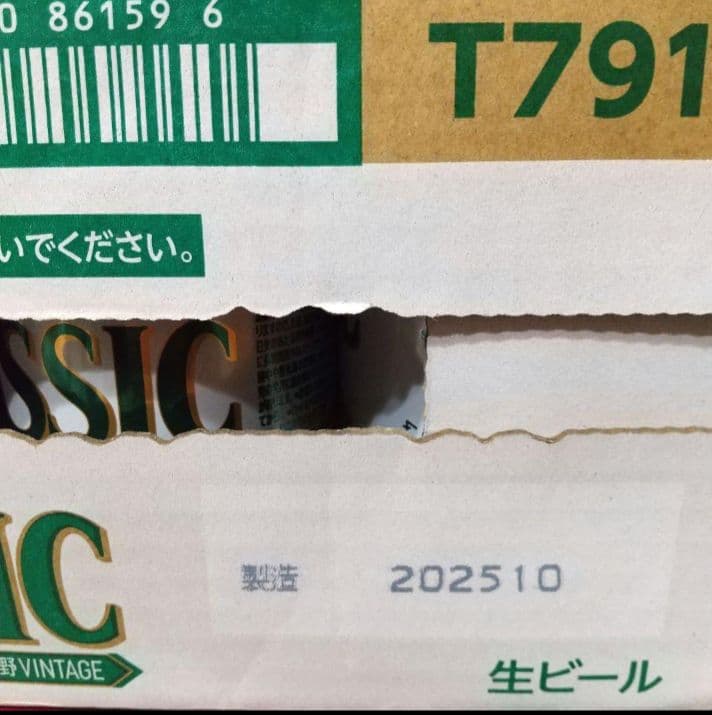 0 86159 6
T791
いでください。
SSIC
IC
野VINTAGE
製造 202510
生ビール